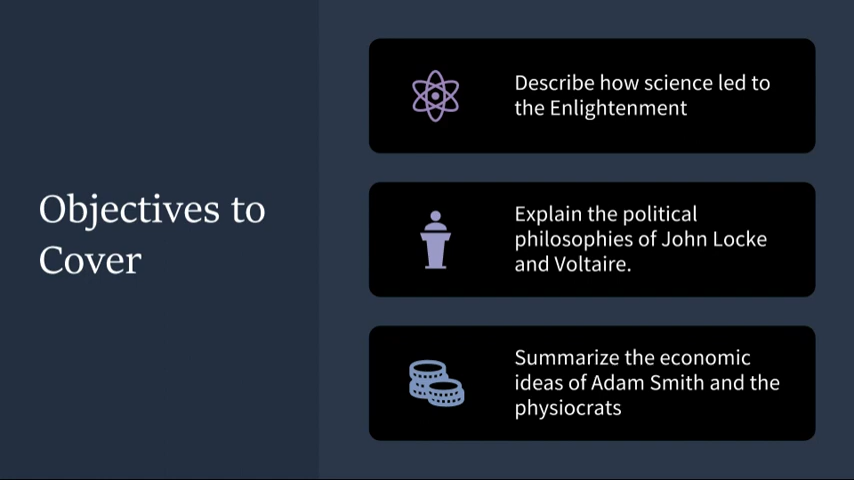 Objectives to
Cover
Describe how science led to
the Enlightenment
Explain the political
philosophies of John Locke
and Voltaire.
Summarize the economic
ideas of Adam Smith and the
physiocrats